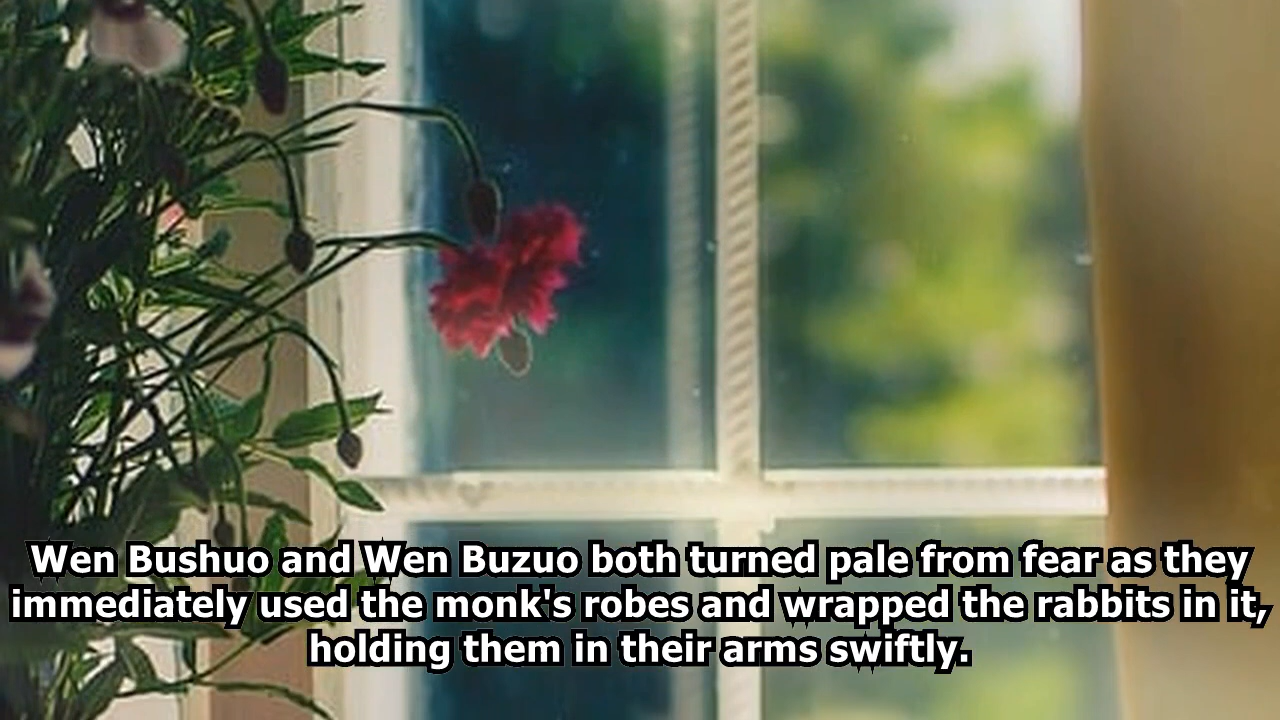 Wen Bushuo and Wen Buzuo both turned pale from fear as they
immediately used the monk's robes and wrapped the rabbits in it,
holding them in their arms swiftly.